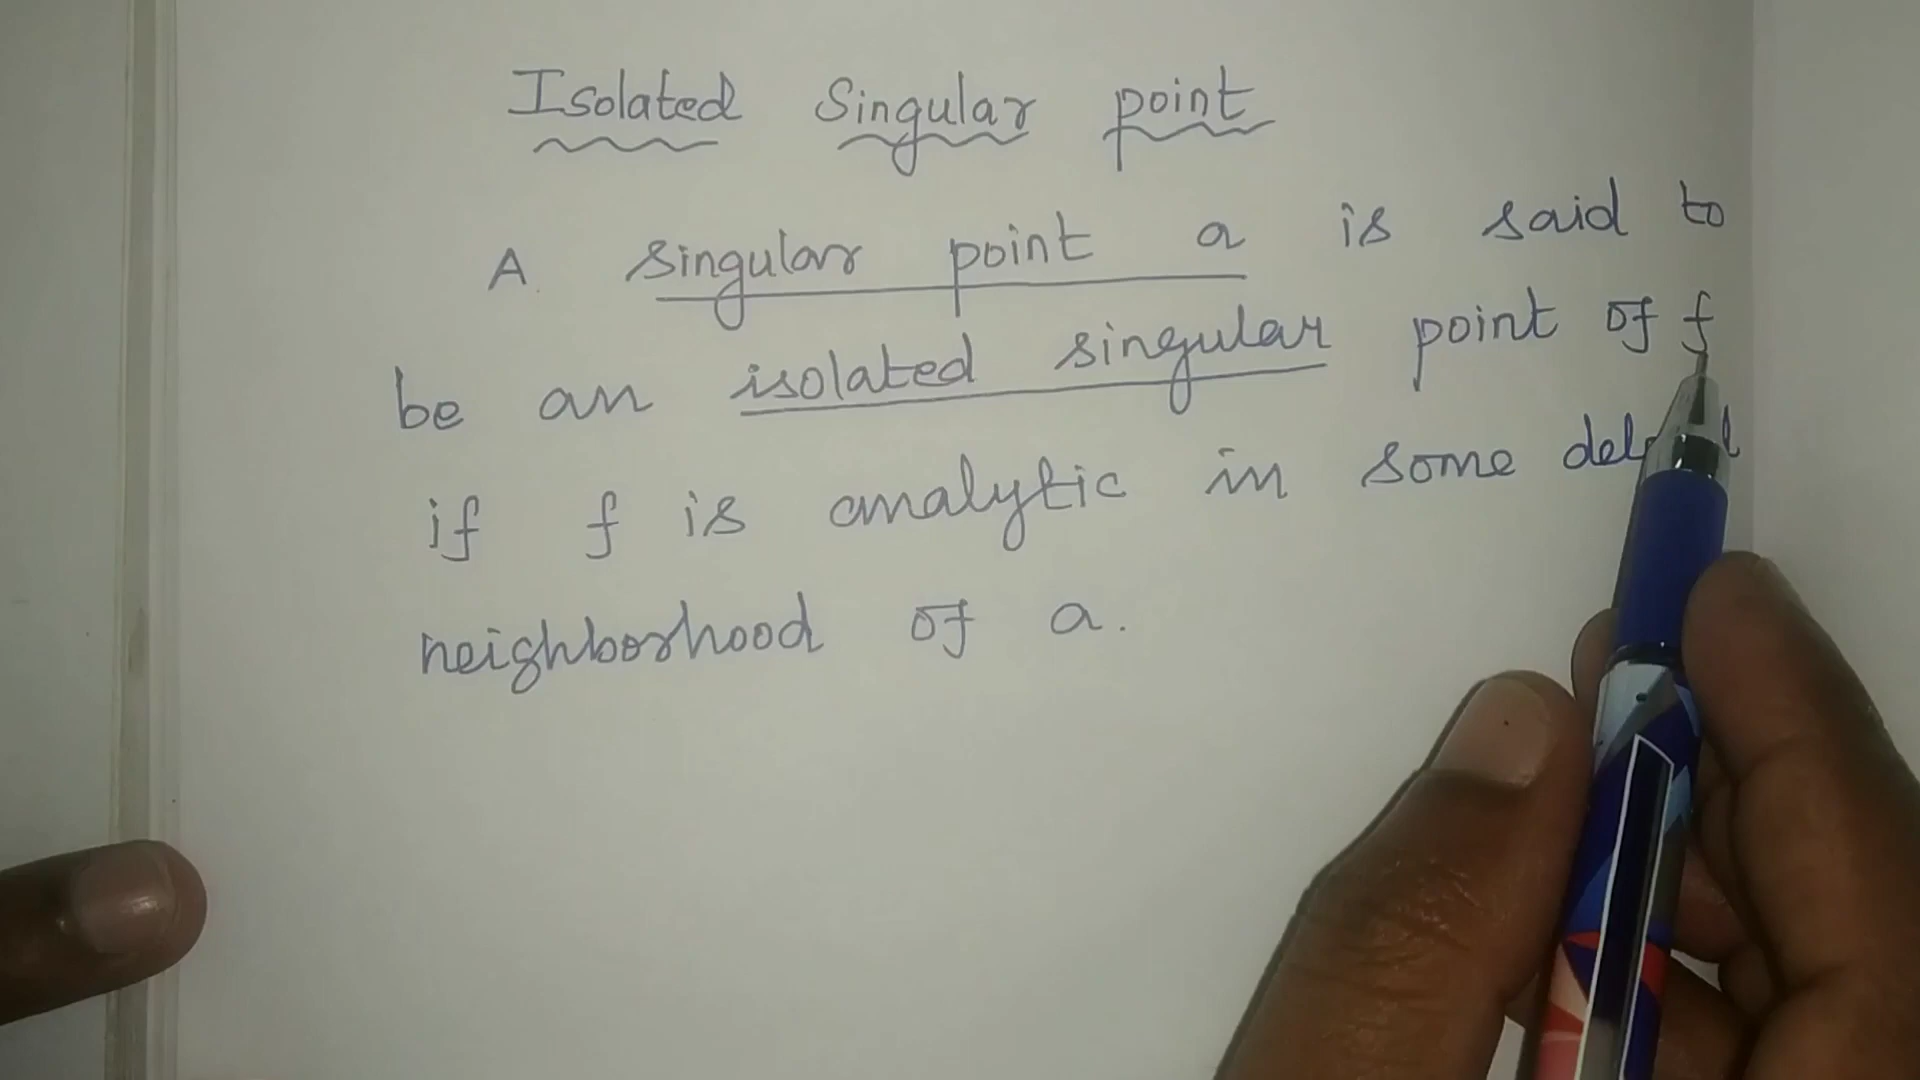 Isolated Singular point
A singular point a is said to
be an isolated singular point of f
if f is analytic in some
neighborhood of a.